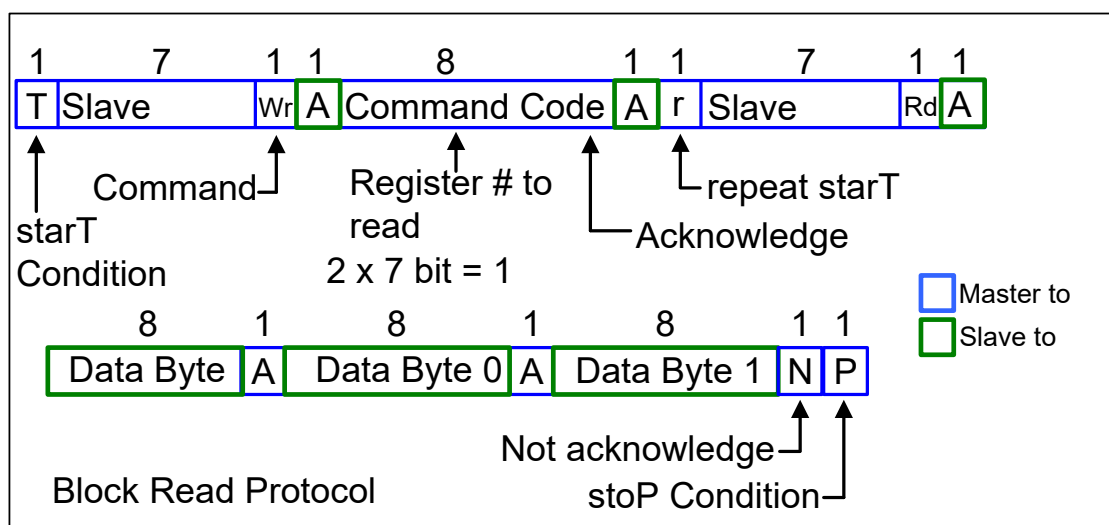 1 7 1 1 8 1 1 7 1 1
T Slave Wr A Command Code A r Slave Rd A
Command
Register # to
read
repeat starT
starT
Condition
Acknowledge
2 x 7 bit = 1
Master to
Slave to
8 1 8 1 8 1 1
Data Byte A Data Byte 0 A Data Byte 1 N P
Not acknowledge
stoP Condition
Block Read Protocol